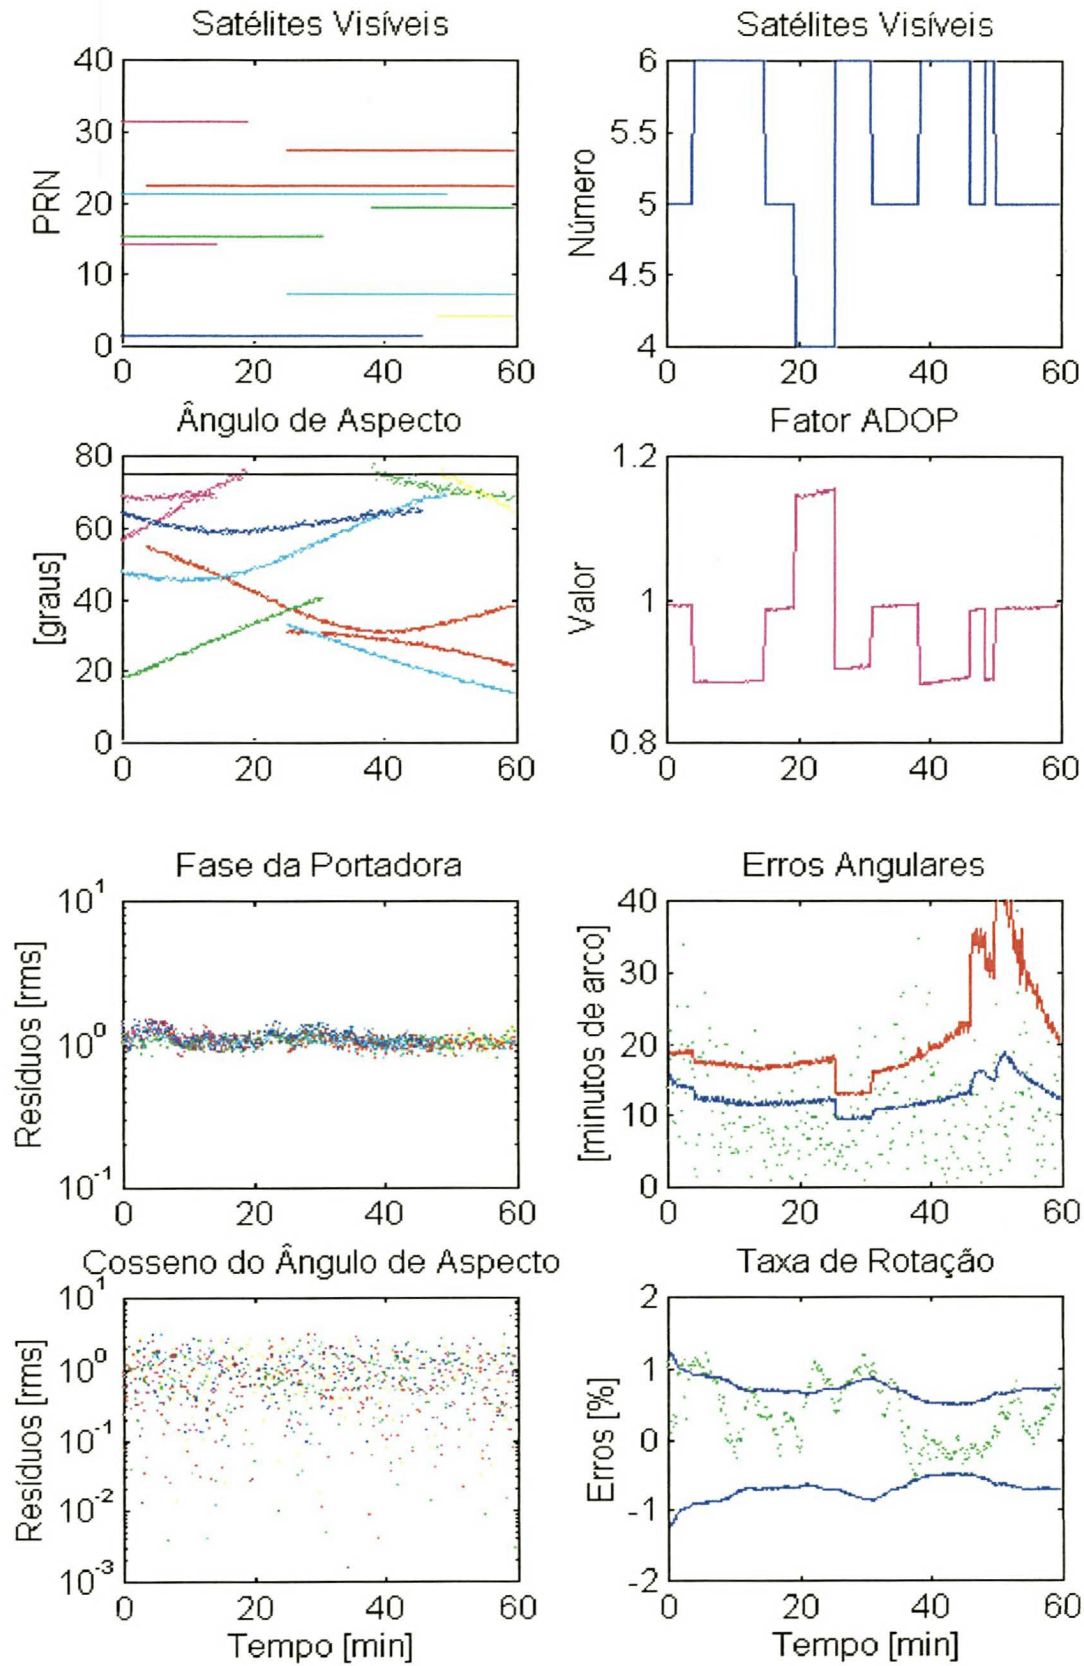 Satélites Visíveis
PRN
40
30
20
10
0
0 20 40 60
Satélites Visíveis
Número
6
5.5
5
4.5
4
0 20 40 60
Ângulo de Aspecto
[graus]
80
60
40
20
0
0 20 40 60
Fator ADOP
Valor
1.2
1
0.8
0 20 40 60
Fase da Portadora
Resíduos [rms]
10^1
10^0
10^-1
0 20 40 60
Erros Angulares
[minutos de arco]
40
30
20
10
0
0 20 40 60
Cosseno do Ângulo de Aspecto
Resíduos [rms]
10^1
10^0
10^-1
10^-2
10^-3
0 20 40 60
Tempo [min]
Taxa de Rotação
Erros [%]
2
1
0
-1
-2
0 20 40 60
Tempo [min]